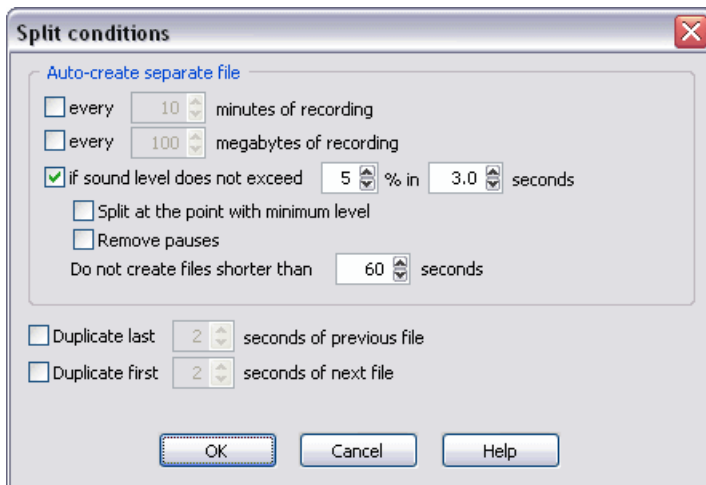 Split conditions
Auto-create separate file
every 10 minutes of recording
every 100 megabytes of recording
if sound level does not exceed 5 % in 3.0 seconds
Split at the point with minimum level
Remove pauses
Do not create files shorter than 60 seconds
Duplicate last 2 seconds of previous file
Duplicate first 2 seconds of next file
OK Cancel Help